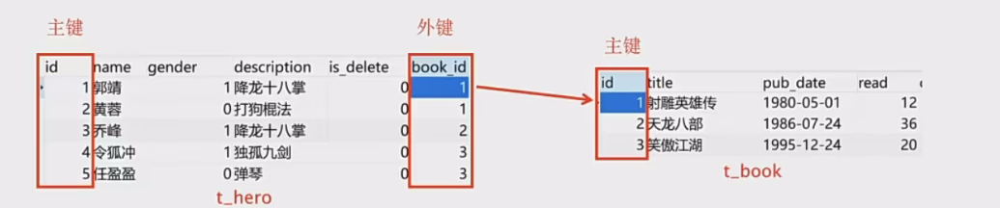 主键 外键
主键
id name gender description is_delete book_id
1 郭靖 1 降龙十八掌 0 1
2 黄蓉 0 打狗棍法 0 1
3 乔峰 1 降龙十八掌 0 2
4 令狐冲 1 独孤九剑 0 3
5 任盈盈 0 弹琴 0 3
t_hero
id title pub_date read
1 射雕英雄传 1980-05-01 12
2 天龙八部 1986-07-24 36
3 笑傲江湖 1995-12-24 20
t_book